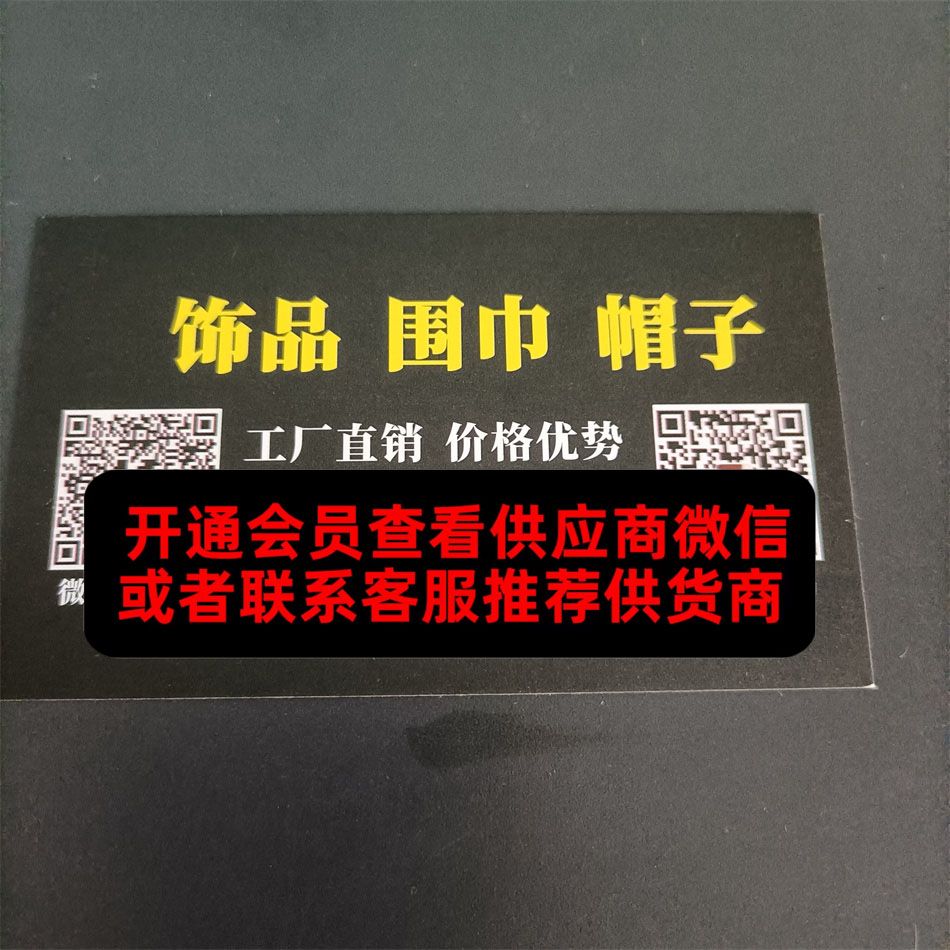 饰品 围巾 帽子
工厂直销 价格优势
开通会员查看供应商微信
或者联系客服推荐供货商
微